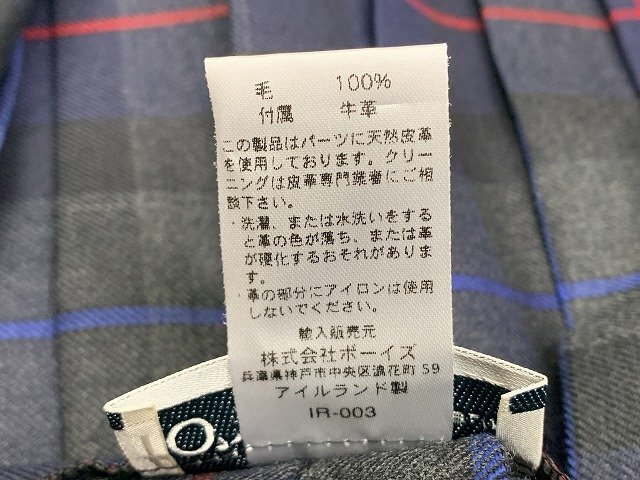 毛 100%
付属 牛革
この製品はパーツに天然皮革
を使用しております。クリー
ニングは皮革専門業者にご相
談下さい。
・洗濯、または水洗いをする
と革の色が落ち、または革
が硬化するおそれがありま
す。
・革の部分にアイロンは使用
しないでください。
輸入販売元
株式会社ボーイズ
兵庫県神戸市中央区浪花町59
アイルランド製
IR-003